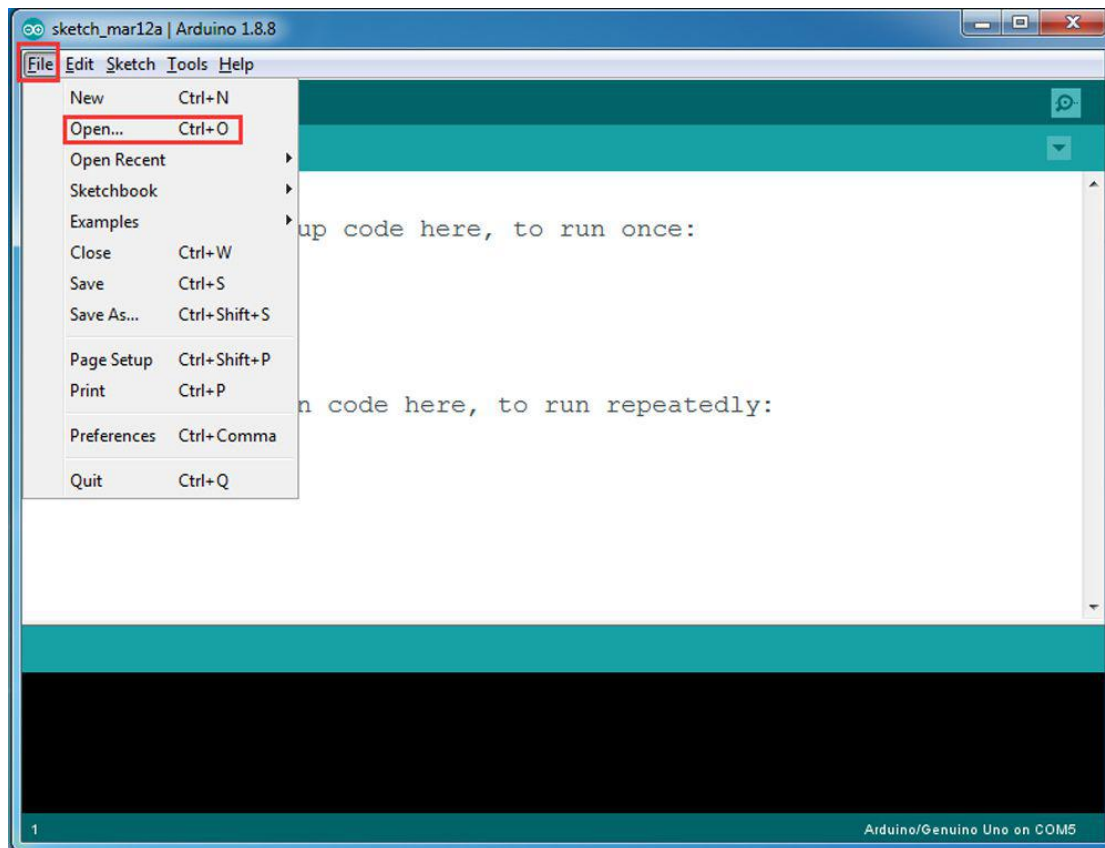 sketch_mar12a | Arduino 1.8.8
File Edit Sketch Tools Help
New Ctrl+N
Open... Ctrl+O
Open Recent
Sketchbook
Examples
Close Ctrl+W
Save Ctrl+S
Save As... Ctrl+Shift+S
Page Setup Ctrl+Shift+P
Print Ctrl+P
Preferences Ctrl+Comma
Quit Ctrl+Q
up code here, to run once:
n code here, to run repeatedly:
1 Arduino/Genuino Uno on COM5